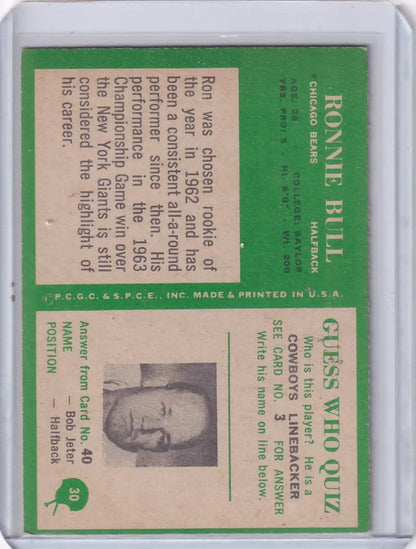 RONNIE BULL
*CHICAGO BEARS HALFBACK
AGE: 26 • COLLEGE: BAYLOR
YRS. PRO: 5 • Ht. 6'0" • Wt. 200
Ron was chosen rookie of
the year in 1962 and has
been a consistent all-a-round
performer since then. His
performance in the 1963
Championship Game win over
the New York Giants is still
considered the highlight of
his career.
©P.C.G.C. & S.P.C.E., INC. MADE & PRINTED IN U.S.A.
GUESS WHO QUIZ
Who is this player? He is a
COWBOYS LINEBACKER
SEE CARD NO. 3 FOR ANSWER
Write his name on line below.
Answer from Card No. 40
NAME — Bob Jeter
POSITION — Halfback
30